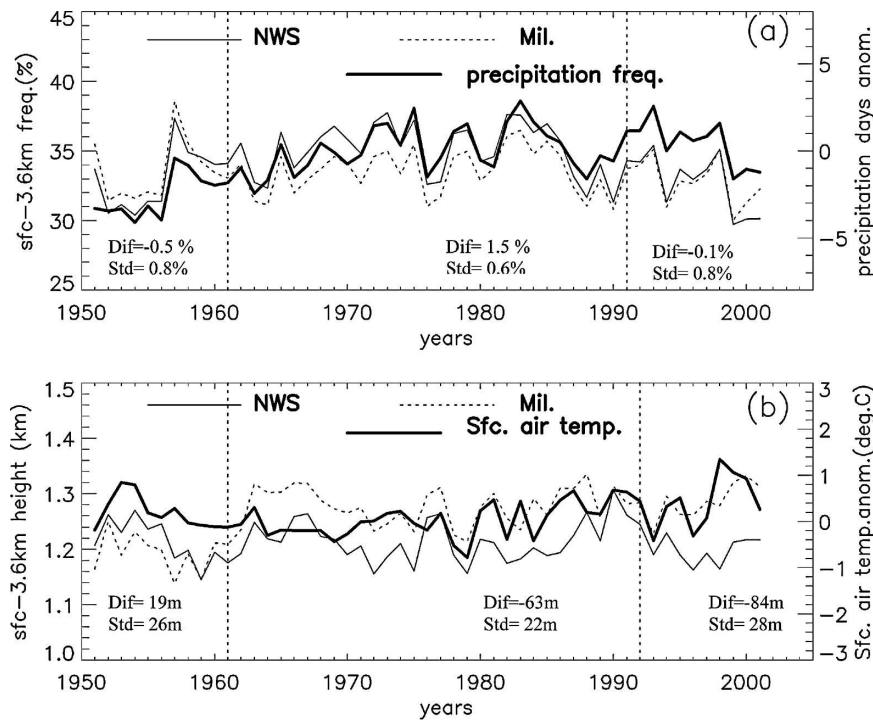 (a)
NWS
Mil.
precipitation freq.
sfc-3.6km freq.(%)
45
40
35
30
25
precipitation days anom.
5
0
-5
Dif=-0.5 %
Std= 0.8%
Dif= 1.5 %
Std= 0.6%
Dif=-0.1%
Std= 0.8%
1950 1960 1970 1980 1990 2000
years
(b)
NWS
Mil.
Sfc. air temp.
sfc-3.6km height (km)
1.5
1.4
1.3
1.2
1.1
1.0
Sfc. air temp.anom.(deg.C)
3
2
1
0
-1
-2
-3
Dif= 19m
Std= 26m
Dif=-63m
Std= 22m
Dif=-84m
Std= 28m
1950 1960 1970 1980 1990 2000
years